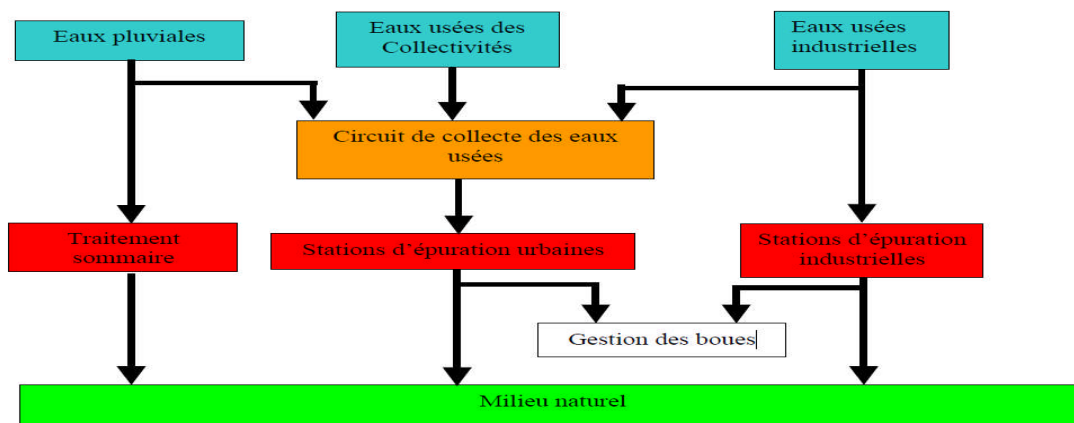 Eaux pluviales
Eaux usées des
Collectivités
Eaux usées
industrielles
Circuit de collecte des eaux
usées
Traitement
sommaire
Stations d'épuration urbaines
Stations d'épuration
industrielles
Gestion des boues
Milieu naturel